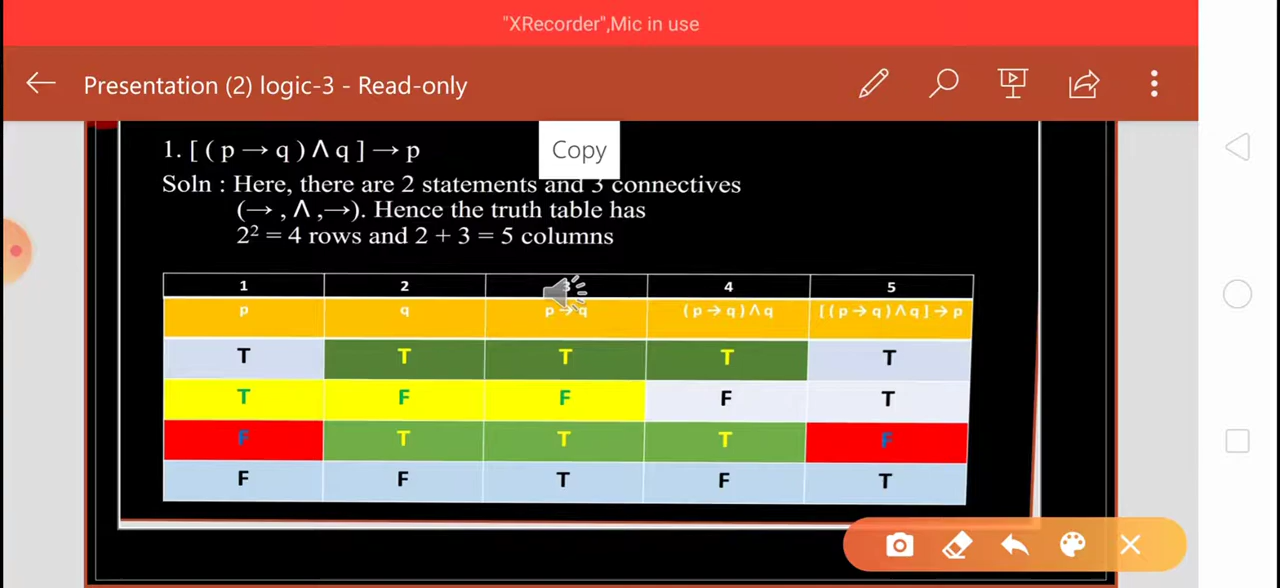 "XRecorder",Mic in use
Presentation (2) logic-3 - Read-only
Copy
1. [ ( p → q ) Λ q ] → p
Soln : Here, there are 2 statements and 3 connectives
(→ , Λ ,→). Hence the truth table has
2² = 4 rows and 2 + 3 = 5 columns
1 2 3 4 5
p q p → q ( p → q ) Λ q [ ( p → q ) Λ q ] → p
T T T T T
T F F F T
F T T T F
F F T F T